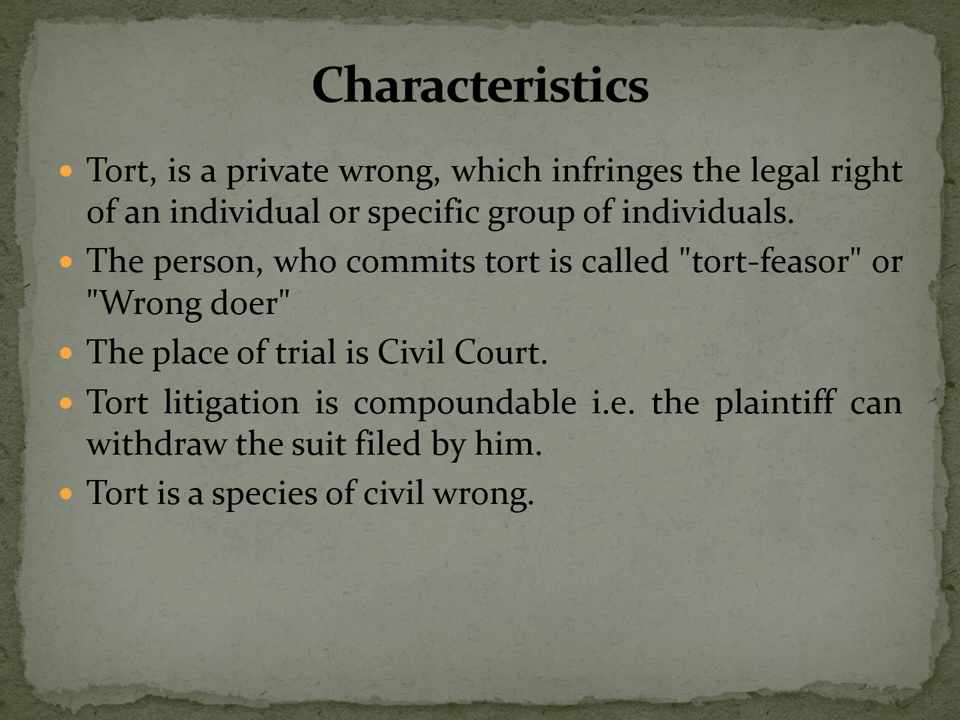 Characteristics
• Tort, is a private wrong, which infringes the legal right
of an individual or specific group of individuals.
• The person, who commits tort is called "tort-feasor" or
"Wrong doer"
• The place of trial is Civil Court.
• Tort litigation is compoundable i.e. the plaintiff can
withdraw the suit filed by him.
• Tort is a species of civil wrong.